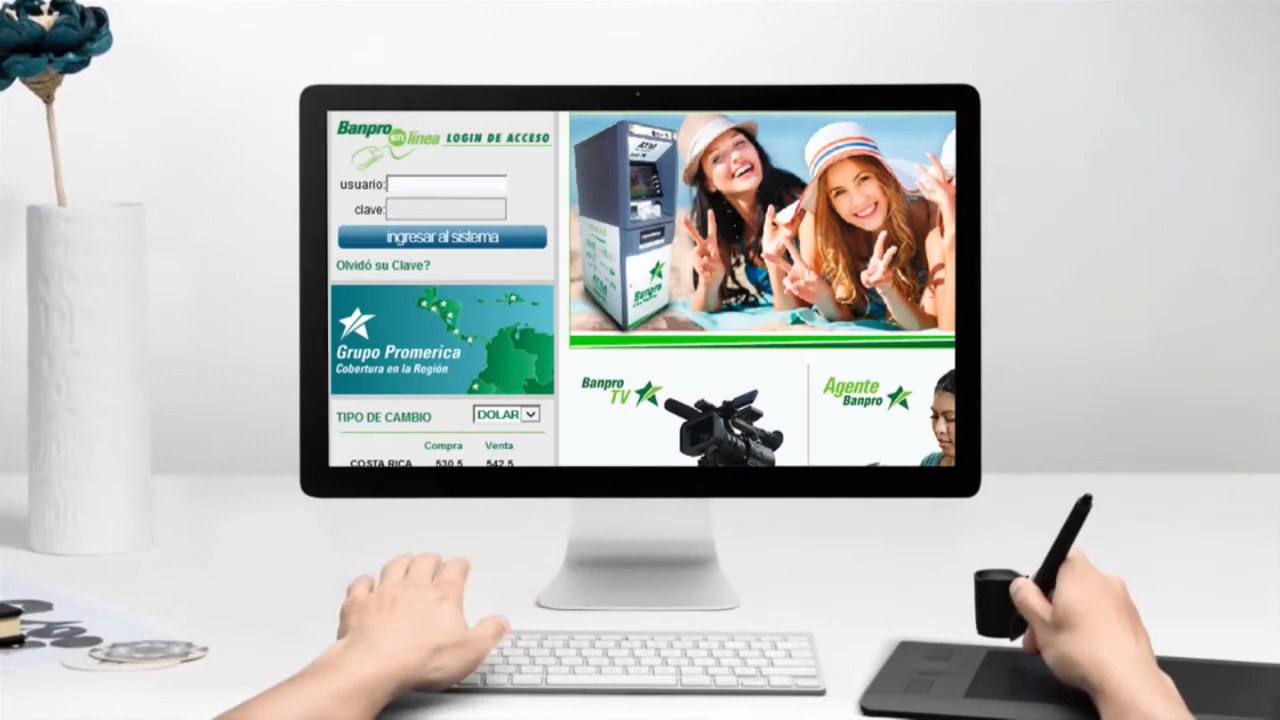 Banpro en línea LOGIN DE ACCESO
usuario:
clave:
ingresar al sistema
Olvidó su Clave?
Grupo Promerica
Cobertura en la Región
TIPO DE CAMBIO DOLAR
Compra Venta
COSTA RICA 530.5 542.5
ATM
Banpro
Banpro
TV
Agente
Banpro